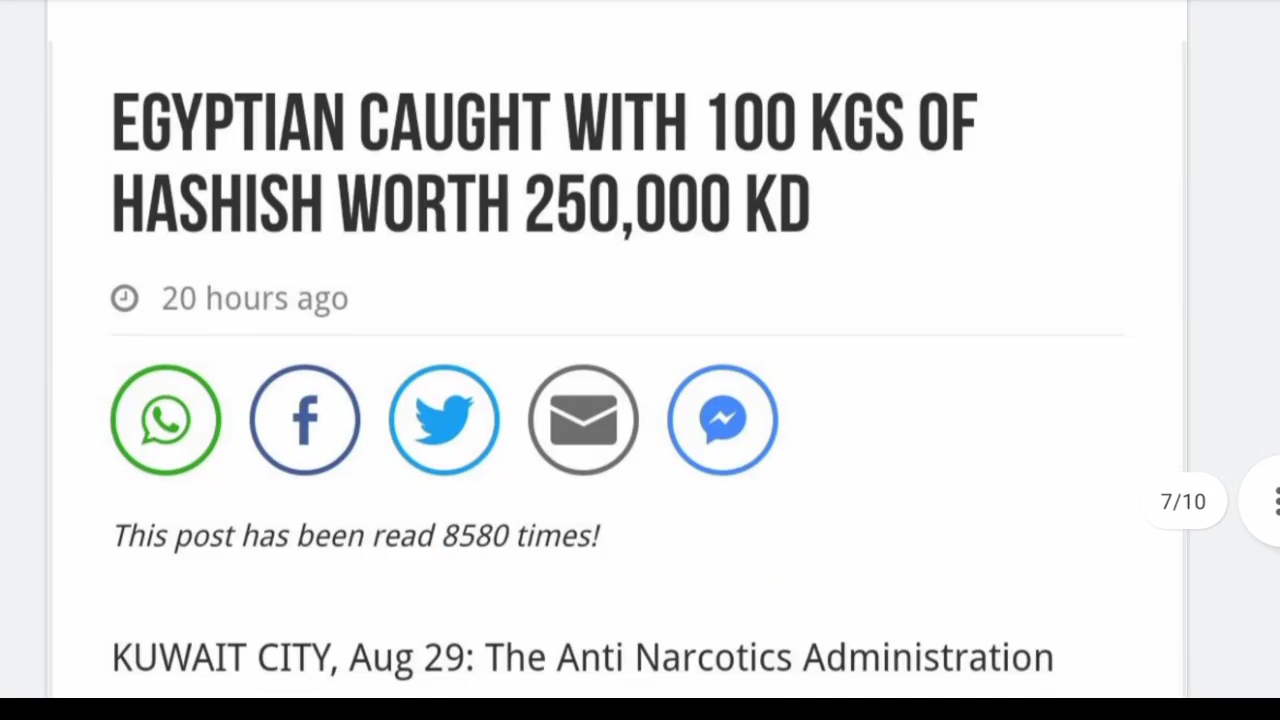 EGYPTIAN CAUGHT WITH 100 KGS OF
HASHISH WORTH 250,000 KD
20 hours ago
This post has been read 8580 times!
7/10
KUWAIT CITY, Aug 29: The Anti Narcotics Administration